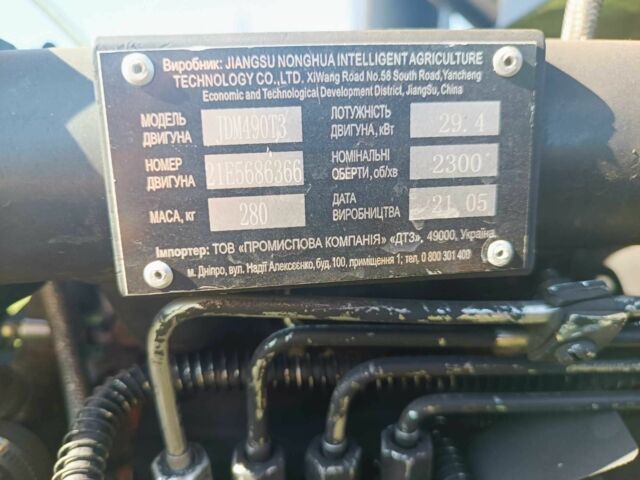 Виробник: JIANGSU NONGHUA INTELLIGENT AGRICULTURE
TECHNOLOGY CO., LTD. XiWang Road No.58 South Road, Yancheng
Economic and Technological Development District, JiangSu, China
МОДЕЛЬ ДВИГУНА JDM490T3
ЛОТУЖНІСТЬ ДВИГУНА, кВт 29.4
НОМЕР ДВИГУНА 21E5686366
НОМІНАЛЬНІ ОБЕРТИ, об/хв 2300
МАСА, кг 280
ДАТА ВИРОБНИЦТВА 21.05
Імпортер: ТОВ «ПРОМИСЛОВА КОМПАНІЯ» «ДТЗ», 49000, Україна,
м. Дніпро, вул. Надії Алексєєнко, буд. 100, приміщення 1; тел. 0 800 301 400